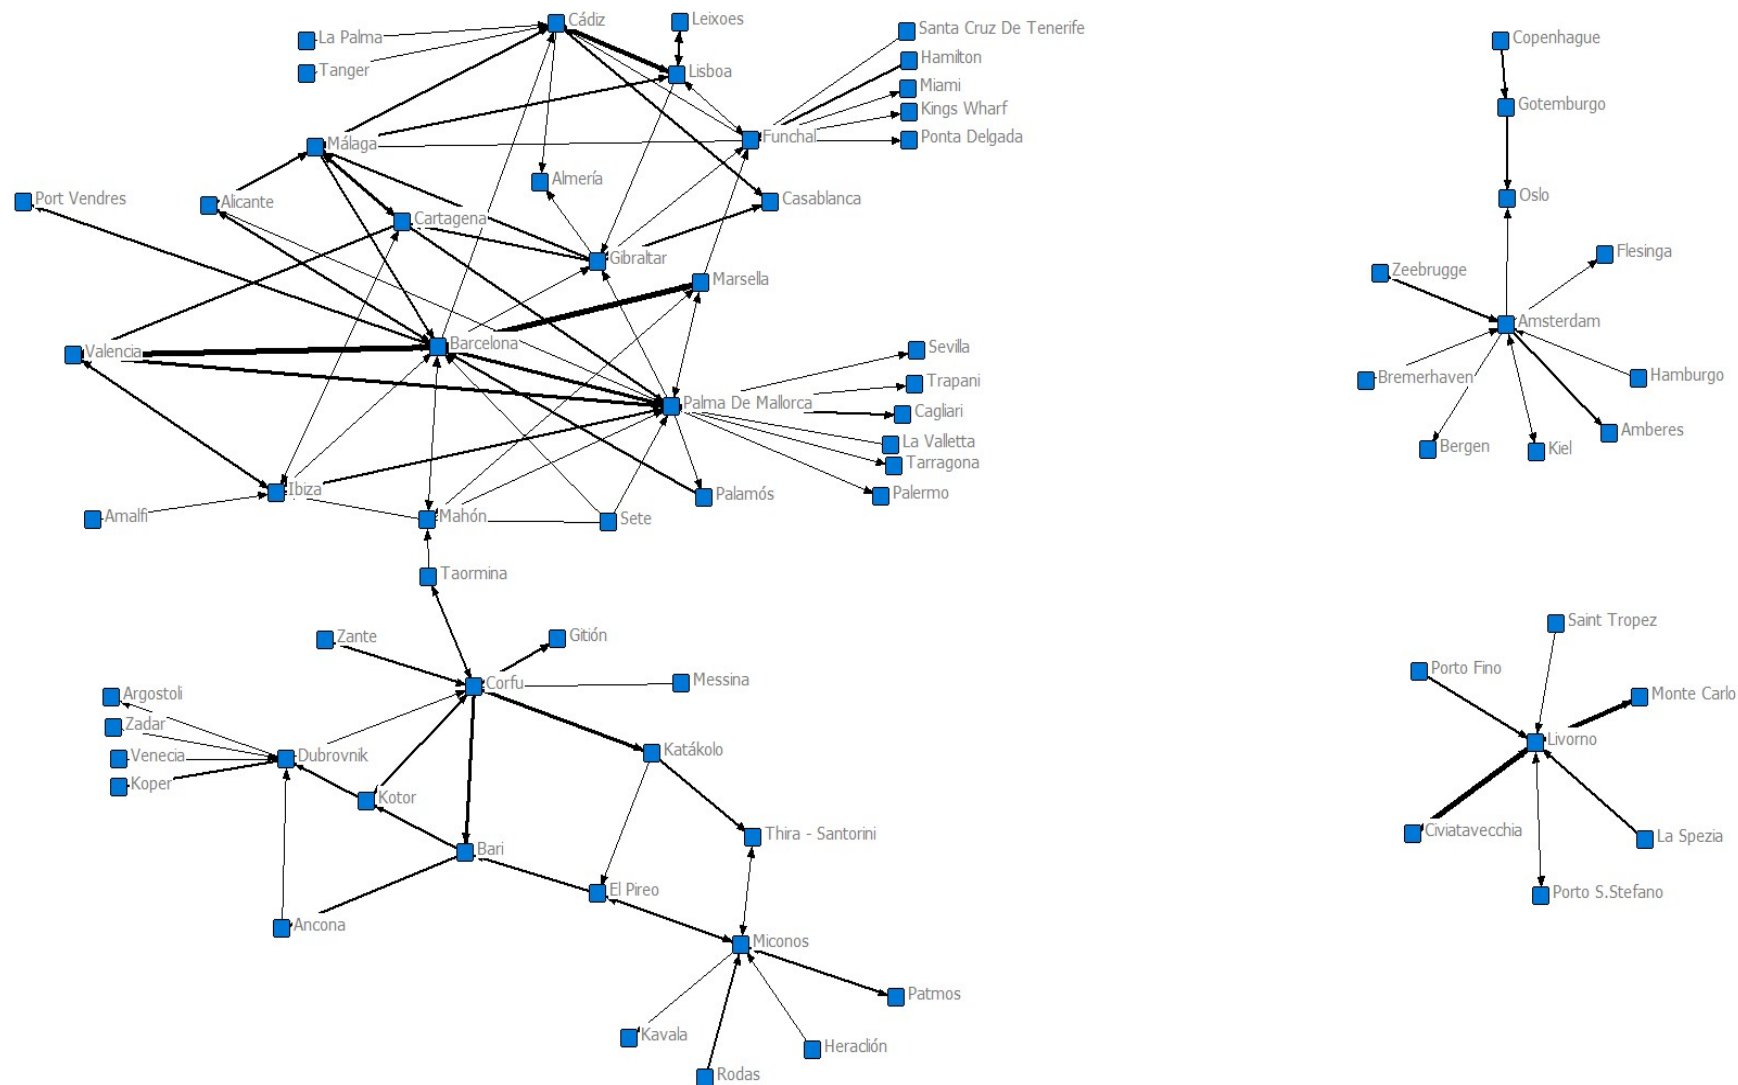 Cádiz
Leixoes
La Palma
Santa Cruz De Tenerife
Tanger
Lisboa
Hamilton
Miami
Kings Wharf
Funchal
Ponta Delgada
Málaga
Almería
Port Vendres
Alicante
Casablanca
Cartagena
Gibraltar
Marsella
Valencia
Barcelona
Sevilla
Trapani
Palma De Mallorca
Cagliari
La Valletta
Tarragona
Ibiza
Palamós
Palermo
Amalfi
Mahón
Sete
Taormina
Zante
Gitión
Corfu
Messina
Argostoli
Zadar
Venecia
Dubrovnik
Katákolo
Koper
Kotor
Thira - Santorini
Bari
El Pireo
Ancona
Miconos
Patmos
Kavala
Heraclión
Rodas
Copenhague
Gotemburgo
Oslo
Flesinga
Zeebrugge
Amsterdam
Bremerhaven
Hamburgo
Amberes
Bergen
Kiel
Saint Tropez
Porto Fino
Monte Carlo
Livorno
Civiatavecchia
La Spezia
Porto S.Stefano